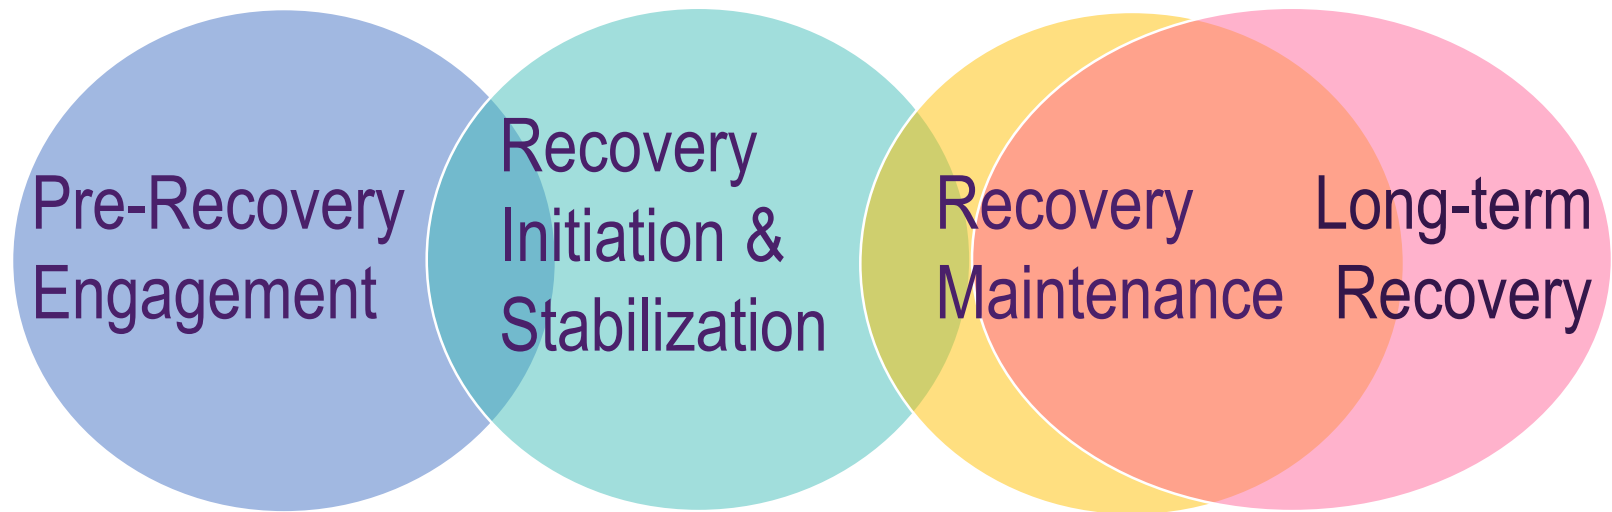 Pre-Recovery
Engagement
Recovery
Initiation &
Stabilization
Recovery
Maintenance
Long-term
Recovery